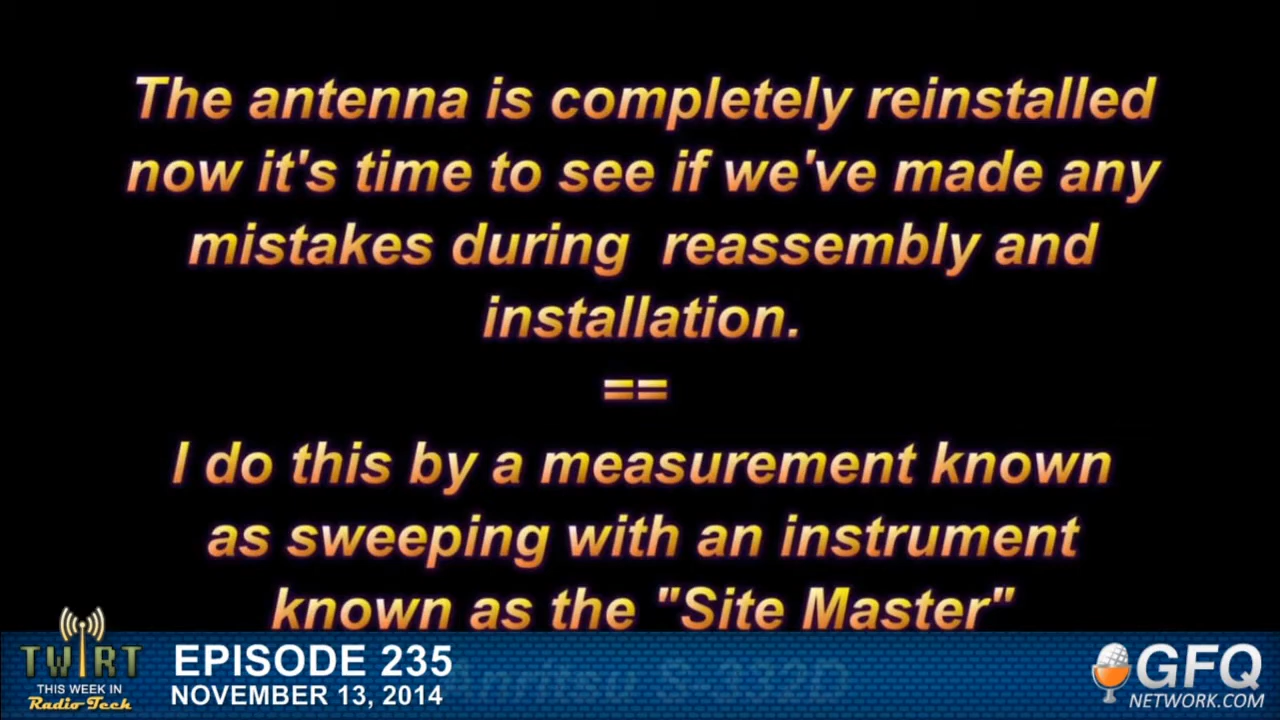 The antenna is completely reinstalled
now it's time to see if we've made any
mistakes during  reassembly and
installation.
==
I do this by a measurement known
as sweeping with an instrument
known as the "Site Master"
Anritsu S-332D
TWIRT
THIS WEEK IN
Radio Tech
EPISODE 235
NOVEMBER 13, 2014
GFQ
NETWORK.COM